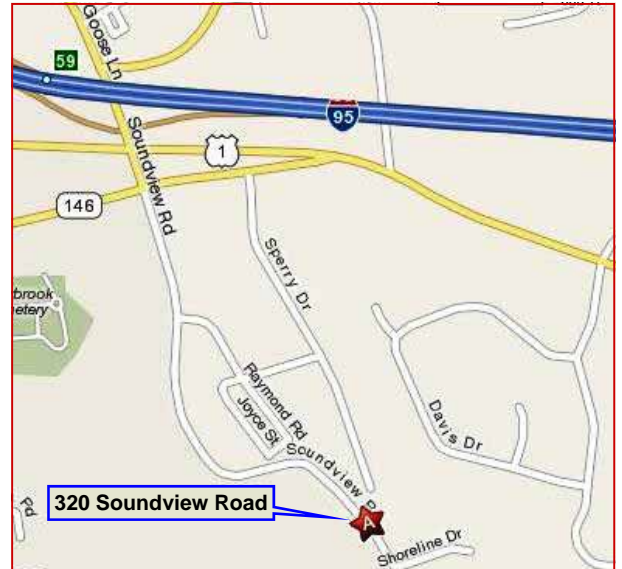 Goose Ln
59
95
Soundview Rd
1
146
Sperry Dr
brook
etery
Raymond Rd
Joyce St
Davis Dr
Soundview R
320 Soundview Road
A
Rd
Shoreline Dr